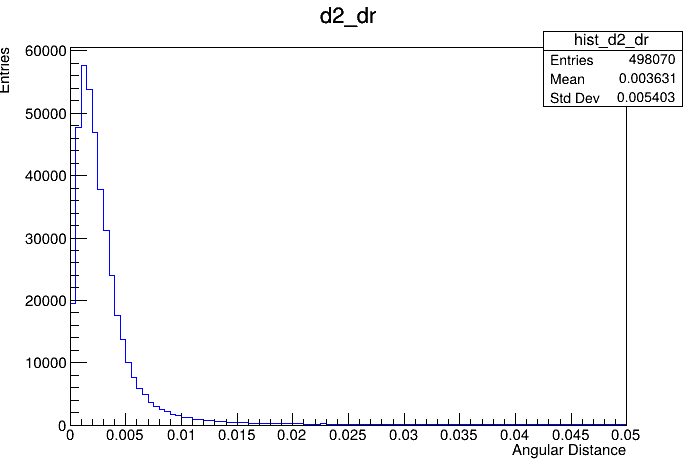 d2_dr
hist_d2_dr
Entries 498070
Mean 0.003631
Std Dev 0.005403
Entries
60000
50000
40000
30000
20000
10000
0
0 0.005 0.01 0.015 0.02 0.025 0.03 0.035 0.04 0.045 0.05
Angular Distance